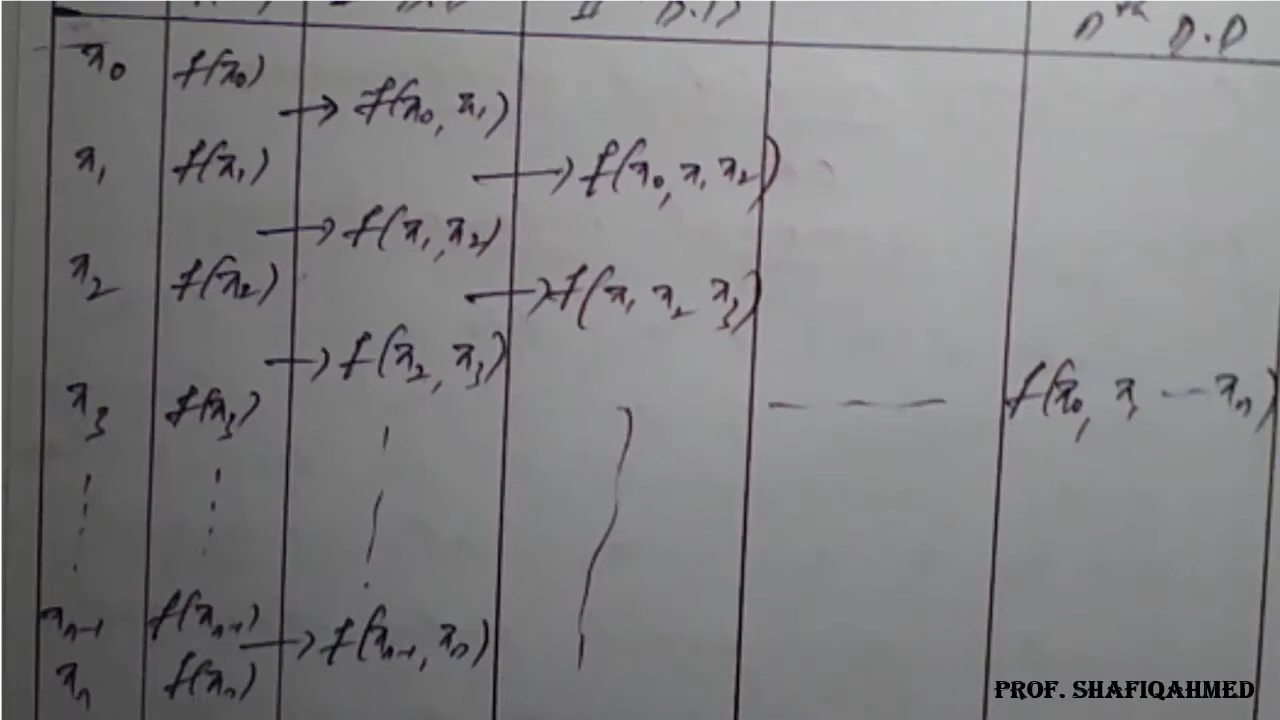 II D.D
nth D.D
x₀ f(x₀)
→ f(x₀, x₁)
x₁ f(x₁)
→ f(x₀, x₁ x₂)
→ f(x₁, x₂)
x₂ f(x₂)
→ f(x₁ x₂ x₃)
→ f(x₂, x₃)
x₃ f(x₃) --- f(x₀, x₁ --- xₙ)
xₙ₋₁ f(xₙ₋₁)
→ f(xₙ₋₁, xₙ)
xₙ f(xₙ)
PROF. SHAFIQAHMED